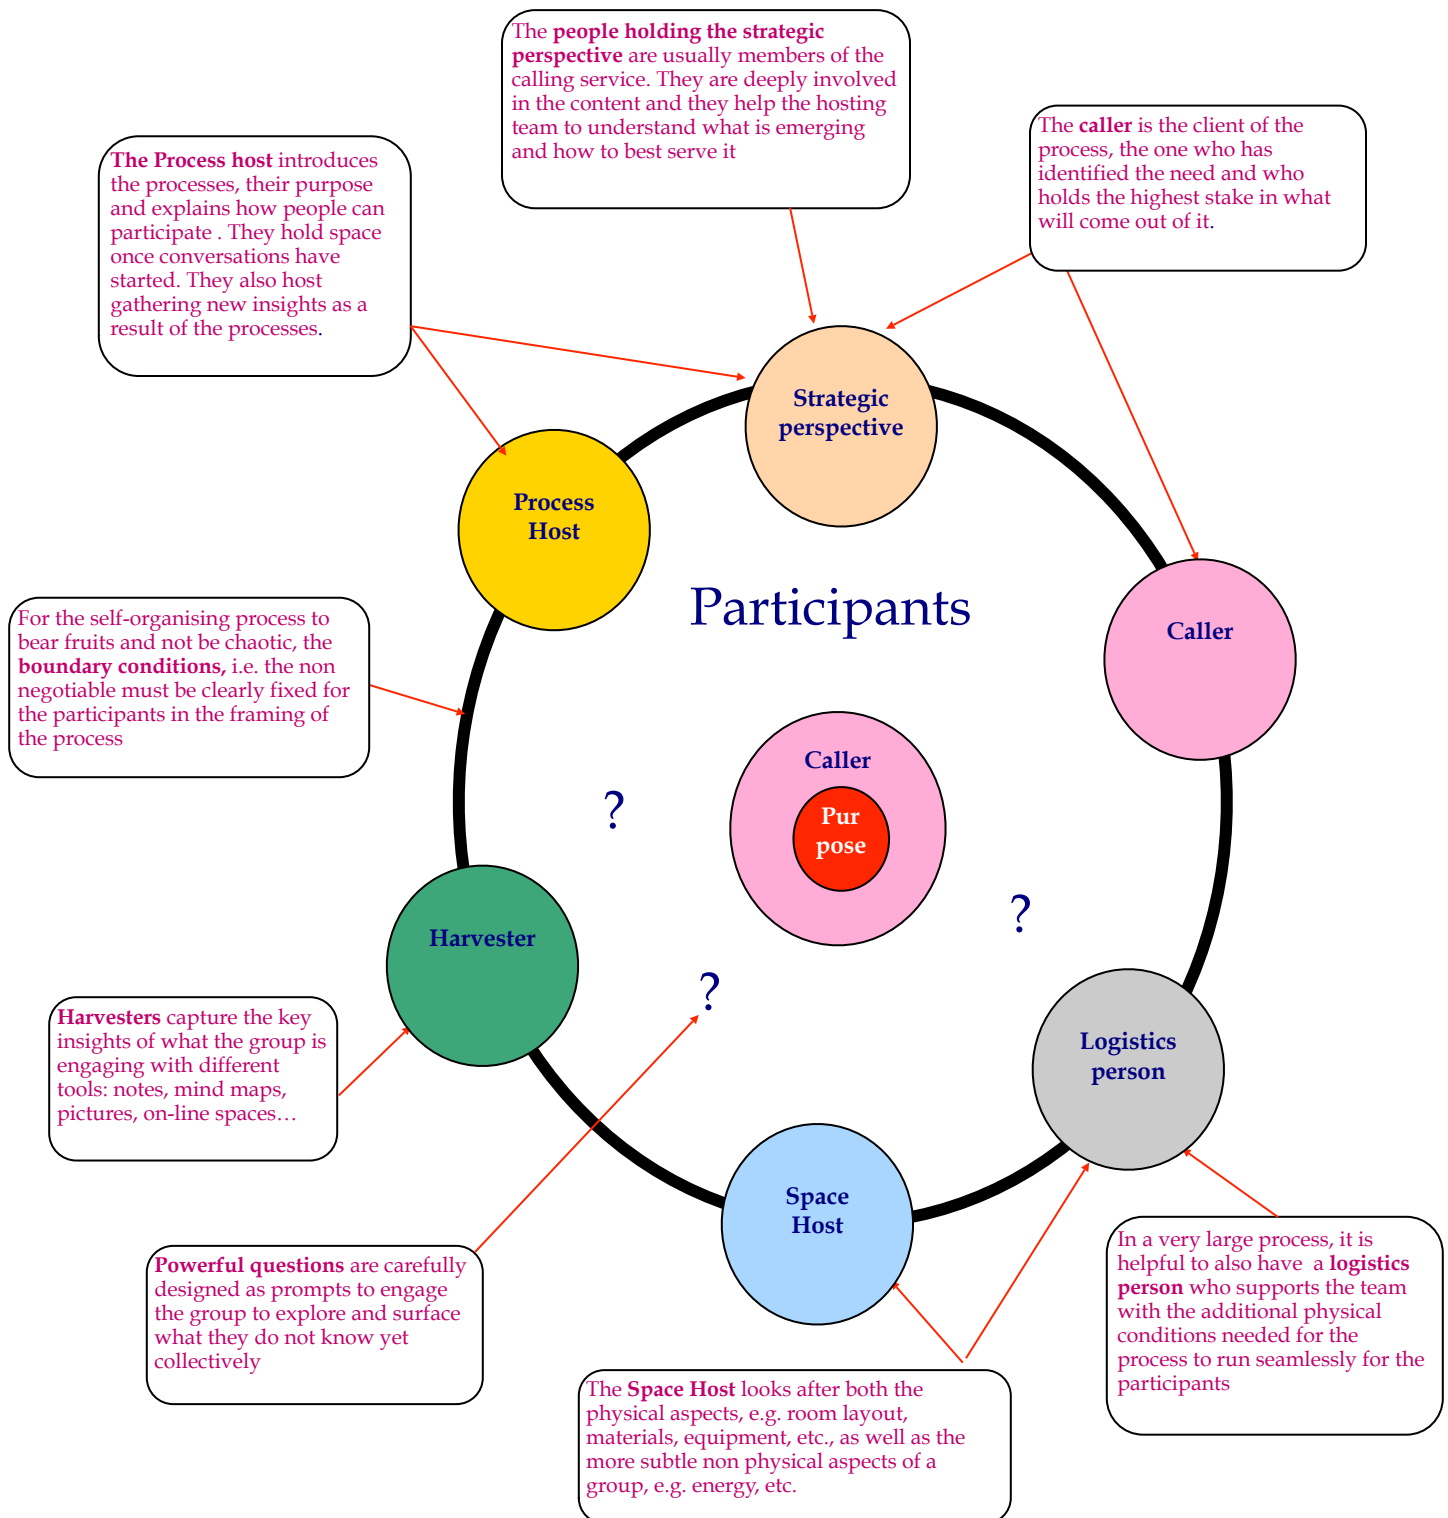 The people holding the strategic
perspective are usually members of the
calling service. They are deeply involved
in the content and they help the hosting
team to understand what is emerging
and how to best serve it
The caller is the client of the
process, the one who has
identified the need and who
holds the highest stake in what
will come out of it.
The Process host introduces
the processes, their purpose
and explains how people can
participate . They hold space
once conversations have
started. They also host
gathering new insights as a
result of the processes.
Strategic
perspective
Process
Host
Participants
Caller
For the self-organising process to
bear fruits and not be chaotic, the
boundary conditions, i.e. the non
negotiable must be clearly fixed for
the participants in the framing of
the process
Caller
Pur
pose
?
?
Harvester
?
Harvesters capture the key
insights of what the group is
engaging with different
tools: notes, mind maps,
pictures, on-line spaces…
Logistics
person
Space
Host
Powerful questions are carefully
designed as prompts to engage
the group to explore and surface
what they do not know yet
collectively
In a very large process, it is
helpful to also have  a logistics
person who supports the team
with the additional physical
conditions needed for the
process to run seamlessly for the
participants
The Space Host looks after both the
physical aspects, e.g. room layout,
materials, equipment, etc., as well as the
more subtle non physical aspects of a
group, e.g. energy, etc.